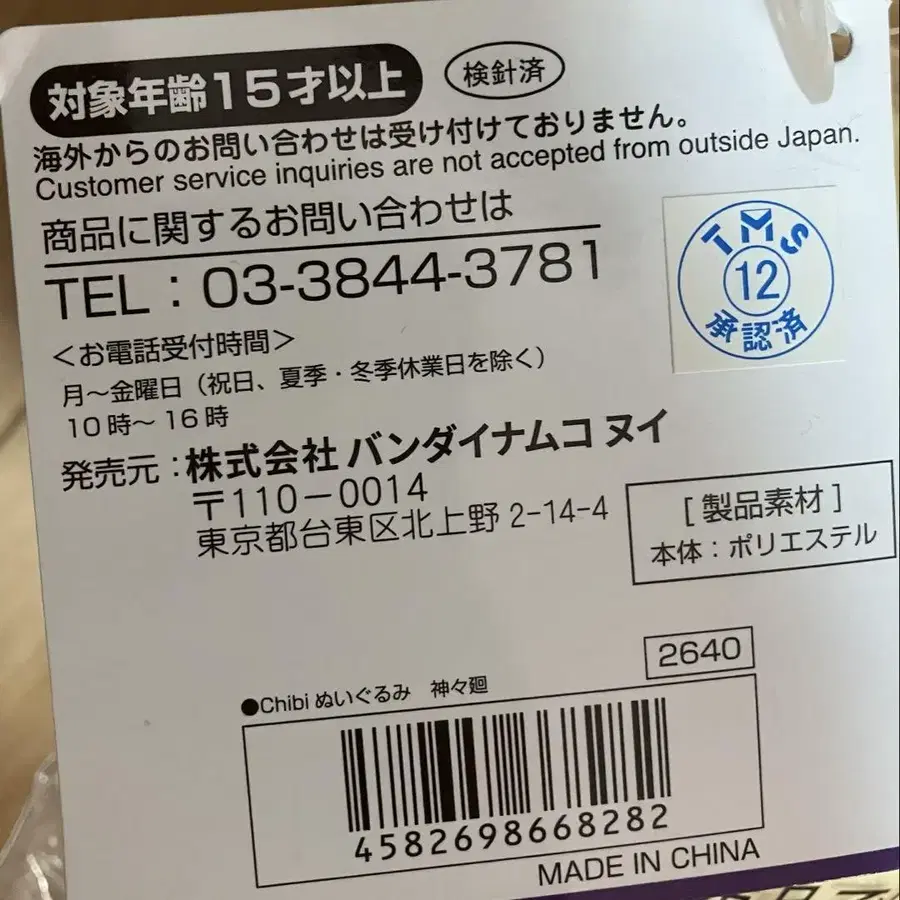 対象年齢15才以上
検針済
海外からのお問い合わせは受け付けておりません。
Customer service inquiries are not accepted from outside Japan.
商品に関するお問い合わせは
TEL：03-3844-3781
TMS
12
承認済
＜お電話受付時間＞
月～金曜日（祝日、夏季・冬季休業日を除く）
10時～16時
発売元：株式会社 バンダイナムコ ヌイ
〒110－0014
東京都台東区北上野 2-14-4
［製品素材］
本体：ポリエステル
2640
●Chibi ぬいぐるみ 神々廻
4582698668282
MADE IN CHINA